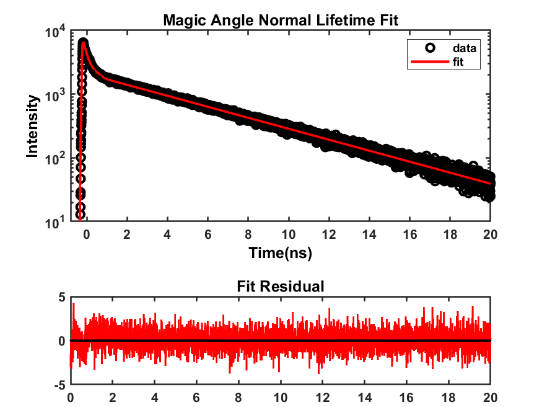 Magic Angle Normal Lifetime Fit
10^4
10^3
10^2
10^1
Intensity
data
fit
0 2 4 6 8 10 12 14 16 18 20
Time(ns)
Fit Residual
5
0
-5
0 2 4 6 8 10 12 14 16 18 20